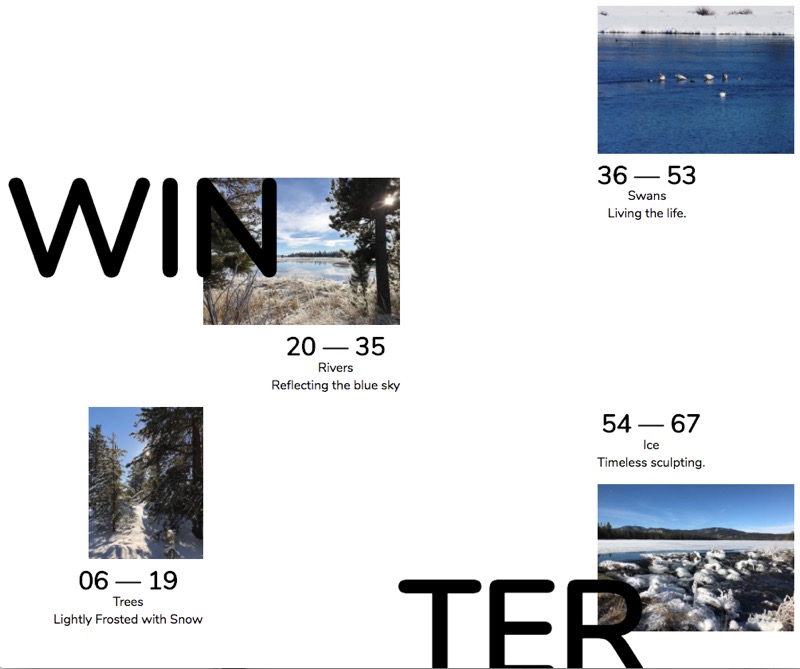 WIN
20 — 35
Rivers
Reflecting the blue sky
06 — 19
Trees
Lightly Frosted with Snow
36 — 53
Swans
Living the life.
54 — 67
Ice
Timeless sculpting.
TER